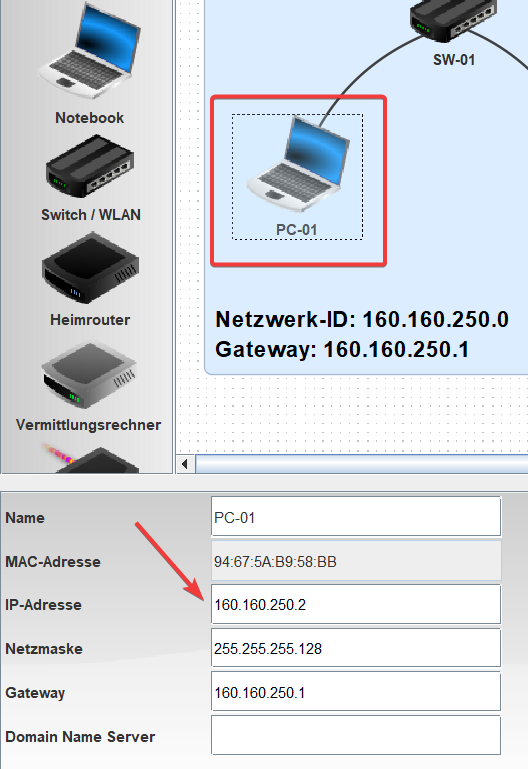 SW-01
Notebook
Switch / WLAN
PC-01
Heimrouter
Netzwerk-ID: 160.160.250.0
Gateway: 160.160.250.1
Vermittlungsrechner
Name PC-01
MAC-Adresse 94:67:5A:B9:58:BB
IP-Adresse 160.160.250.2
Netzmaske 255.255.255.128
Gateway 160.160.250.1
Domain Name Server